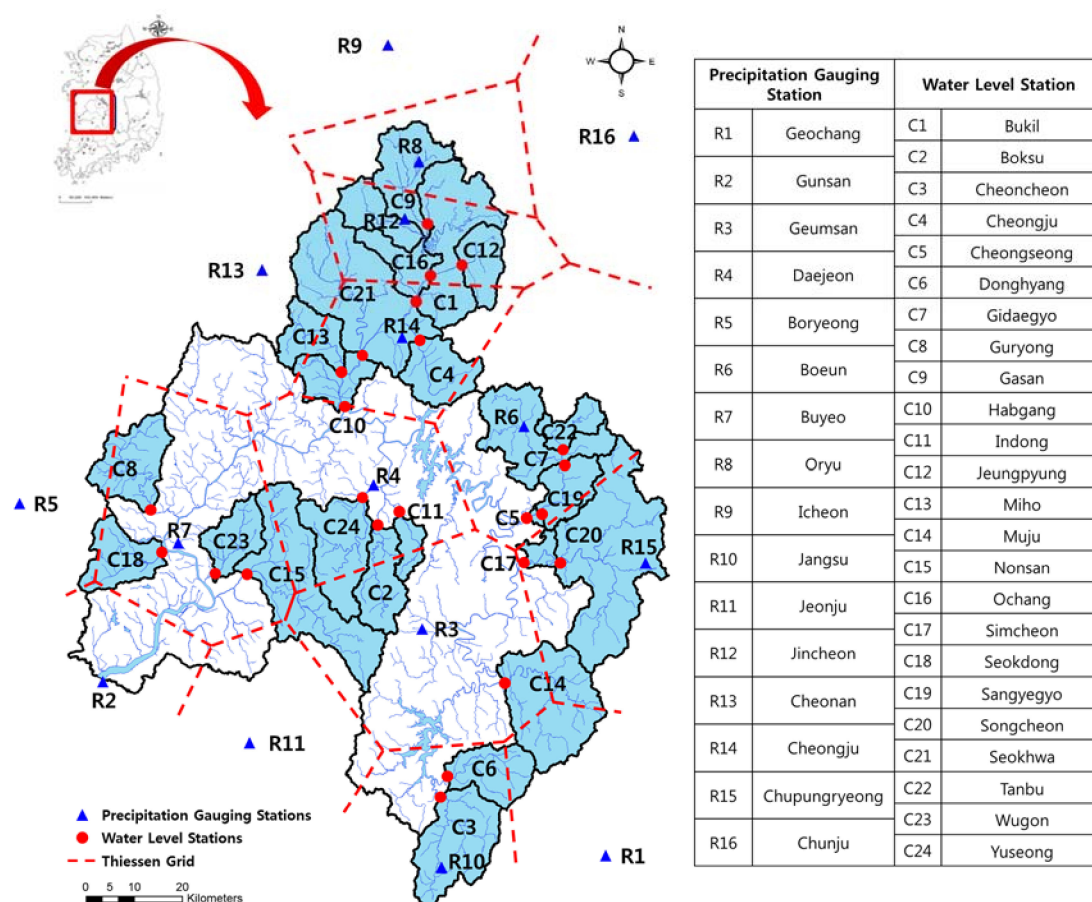 N
W E
S
R9
R16
R8
C9
R12
R13
C16
C12
C21
C1
R14
C13
C4
C10
R6
C22
C7
C8
R4
C19
R5
C11
C5
C24
C20
R7
C23
R15
C18
C15
C17
C2
R3
R2
C14
R11
C6
C3
R10
R1
Precipitation Gauging Stations
Water Level Stations
Thiessen Grid
0 5 10 20
Kilometers
Precipitation Gauging Station Water Level Station
R1 Geochang
R2 Gunsan
R3 Geumsan
R4 Daejeon
R5 Boryeong
R6 Boeun
R7 Buyeo
R8 Oryu
R9 Icheon
R10 Jangsu
R11 Jeonju
R12 Jincheon
R13 Cheonan
R14 Cheongju
R15 Chupungryeong
R16 Chunju
C1 Bukil
C2 Boksu
C3 Cheoncheon
C4 Cheongju
C5 Cheongseong
C6 Donghyang
C7 Gidaegyo
C8 Guryong
C9 Gasan
C10 Habgang
C11 Indong
C12 Jeungpyung
C13 Miho
C14 Muju
C15 Nonsan
C16 Ochang
C17 Simcheon
C18 Seokdong
C19 Sangyegyo
C20 Songcheon
C21 Seokhwa
C22 Tanbu
C23 Wugon
C24 Yuseong